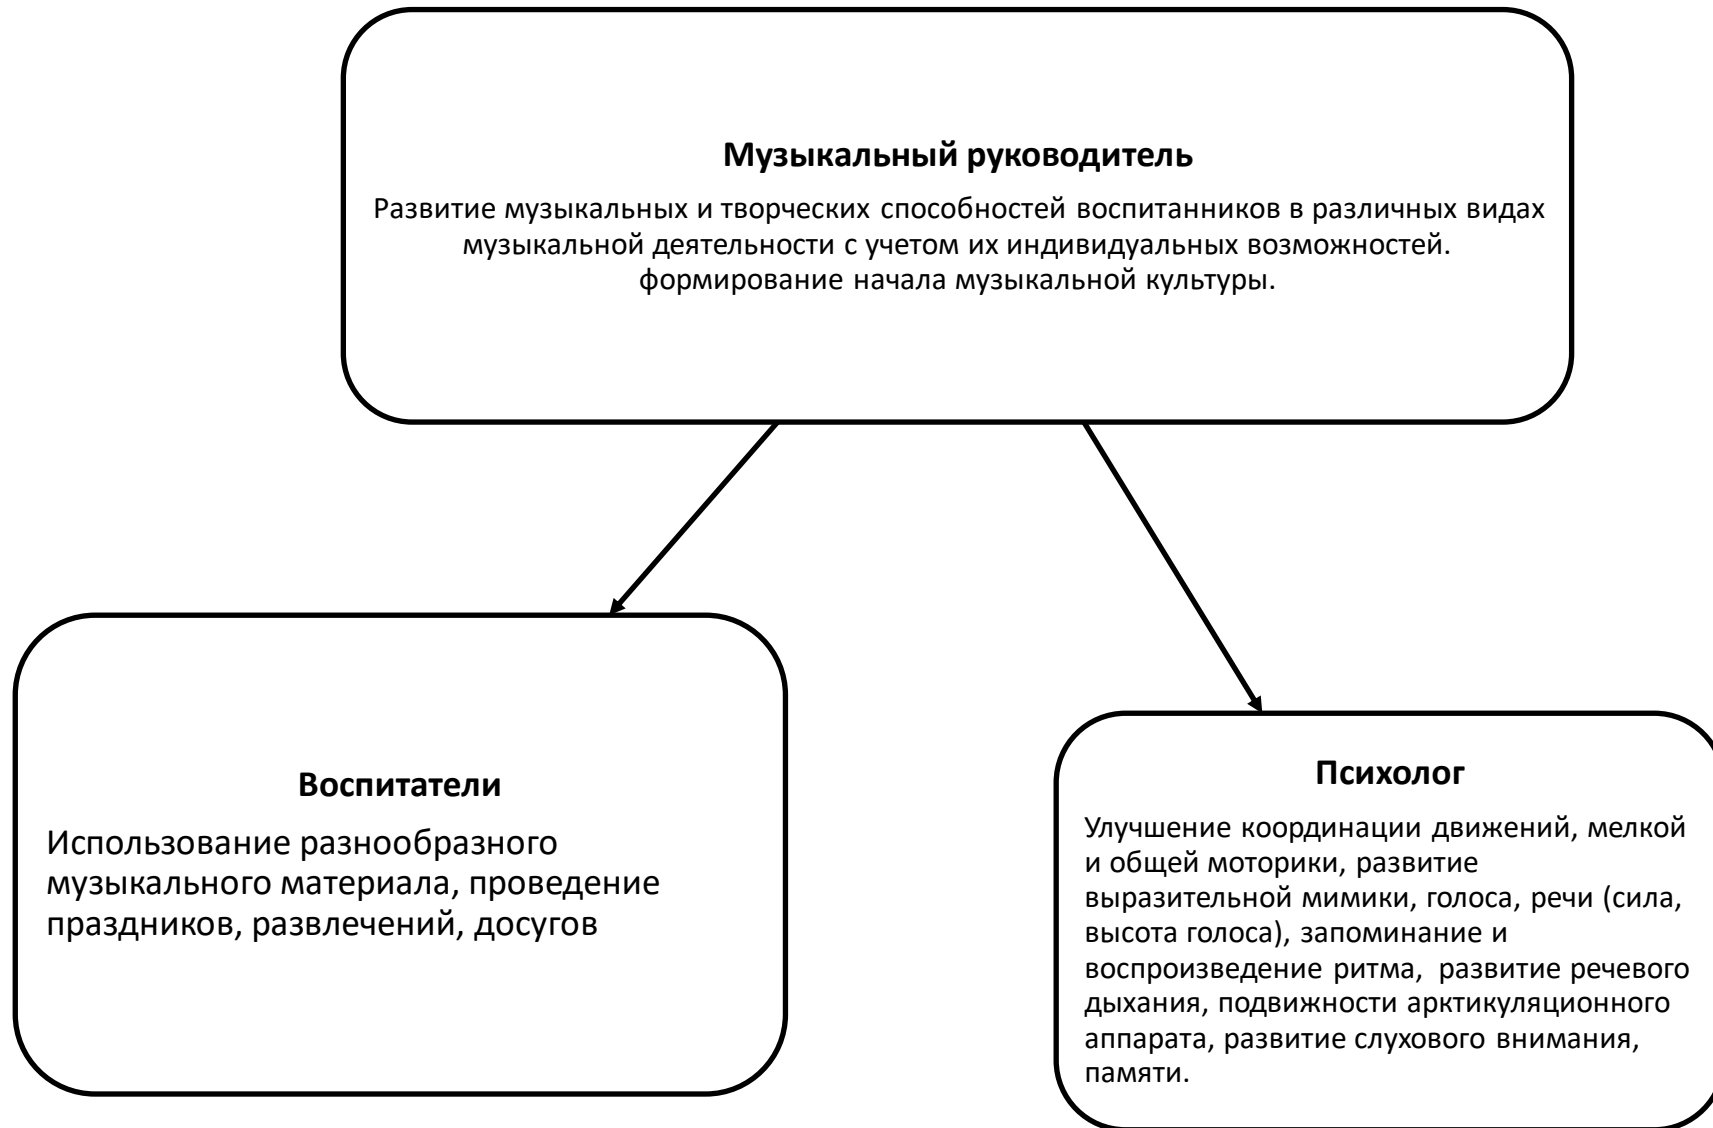 Музыкальный руководитель
Развитие музыкальных и творческих способностей воспитанников в различных видах
музыкальной деятельности с учетом их индивидуальных возможностей.
формирование начала музыкальной культуры.
Воспитатели
Использование разнообразного
музыкального материала, проведение
праздников, развлечений, досугов
Психолог
Улучшение координации движений, мелкой
и общей моторики, развитие
выразительной мимики, голоса, речи (сила,
высота голоса), запоминание и
воспроизведение ритма,  развитие речевого
дыхания, подвижности арктикуляционного
аппарата, развитие слухового внимания,
памяти.